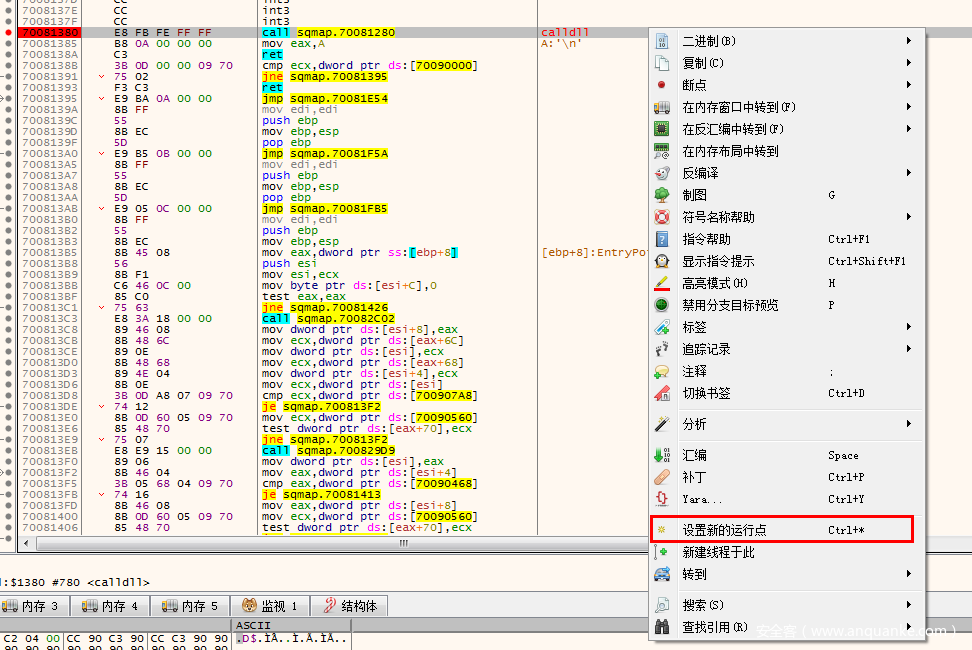 7008137D CC int3
7008137E CC int3
7008137F CC int3
70081380 E8 FB FE FF FF call sqmap.70081280 calldll
70081385 B8 0A 00 00 00 mov eax,A A:'\n'
7008138A C3 ret
7008138B 3B 0D 00 00 09 70 cmp ecx,dword ptr ds:[70090000]
70081391 75 02 jne sqmap.70081395
70081393 F3 C3 ret
70081395 E9 BA 0A 00 00 jmp sqmap.70081E54
7008139A 8B FF mov edi,edi
7008139C 55 push ebp
7008139D 8B EC mov ebp,esp
7008139F 5D pop ebp
700813A0 E9 B5 0B 00 00 jmp sqmap.70081F5A
700813A5 8B FF mov edi,edi
700813A7 55 push ebp
700813A8 8B EC mov ebp,esp
700813AA 5D pop ebp
700813AB E9 05 0C 00 00 jmp sqmap.70081FB5
700813B0 8B FF mov edi,edi
700813B2 55 push ebp
700813B3 8B EC mov ebp,esp
700813B5 8B 45 08 mov eax,dword ptr ss:[ebp+8] [ebp+8]:EntryPo
700813B8 56 push esi
700813B9 8B F1 mov esi,ecx
700813BB C6 46 0C 00 mov byte ptr ds:[esi+C],0
700813BF 85 C0 test eax,eax
700813C1 75 63 jne sqmap.70081426
700813C3 E8 3A 18 00 00 call sqmap.70082C02
700813C8 89 46 08 mov dword ptr ds:[esi+8],eax
700813CB 8B 48 6C mov ecx,dword ptr ds:[eax+6C]
700813CE 89 0E mov dword ptr ds:[esi],ecx
700813D0 8B 48 68 mov ecx,dword ptr ds:[eax+68]
700813D3 89 4E 04 mov dword ptr ds:[esi+4],ecx
700813D6 8B 0E mov ecx,dword ptr ds:[esi]
700813D8 3B 0D A8 07 09 70 cmp ecx,dword ptr ds:[700907A8]
700813DE 74 12 je sqmap.700813F2
700813E0 8B 0D 60 05 09 70 mov ecx,dword ptr ds:[70090560]
700813E6 85 48 70 test dword ptr ds:[eax+70],ecx
700813E9 75 07 jne sqmap.700813F2
700813EB E8 E9 15 00 00 call sqmap.700829D9
700813F0 89 06 mov dword ptr ds:[esi],eax
700813F2 8B 46 04 mov eax,dword ptr ds:[esi+4]
700813F5 3B 05 68 04 09 70 cmp eax,dword ptr ds:[70090468]
700813FB 74 16 je sqmap.70081413
700813FD 8B 46 08 mov eax,dword ptr ds:[esi+8]
70081400 8B 0D 60 05 09 70 mov ecx,dword ptr ds:[70090560]
70081406 85 48 70 test dword ptr ds:[eax+70],ecx
二进制(B)
复制(C)
断点
在内存窗口中转到(F)
在反汇编中转到(F)
在内存布局中转到
反编译
制图 G
符号名称帮助
指令帮助 Ctrl+F1
显示指令提示 Ctrl+Shift+F1
高亮模式(H) H
禁用分支目标预览 P
标签
追踪记录
注释 ;
切换书签 Ctrl+D
分析
汇编 Space
补丁 Ctrl+P
Yara... Ctrl+Y
设置新的运行点 Ctrl+*
新建线程于此
转到
搜索(S)
查找引用(R)
:$1380 #780 <calldll>
内存 3 内存 4 内存 5 监视 1 结构体
ASCII
C2 04 00 CC 90 C3 90 CC C3 90 90 .D$.ÌÃ..Ì.Ã.ÌÃ..
安全客 ( www.anquanke.com )